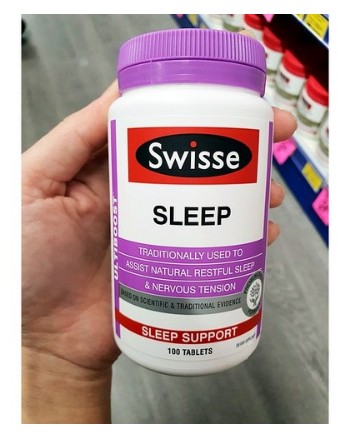 Swisse
SLEEP
ULTIBOOST
TRADITIONALLY USED TO
ASSIST NATURAL RESTFUL SLEEP
& NERVOUS TENSION
BASED ON SCIENTIFIC & TRADITIONAL EVIDENCE
SLEEP SUPPORT
100 TABLETS